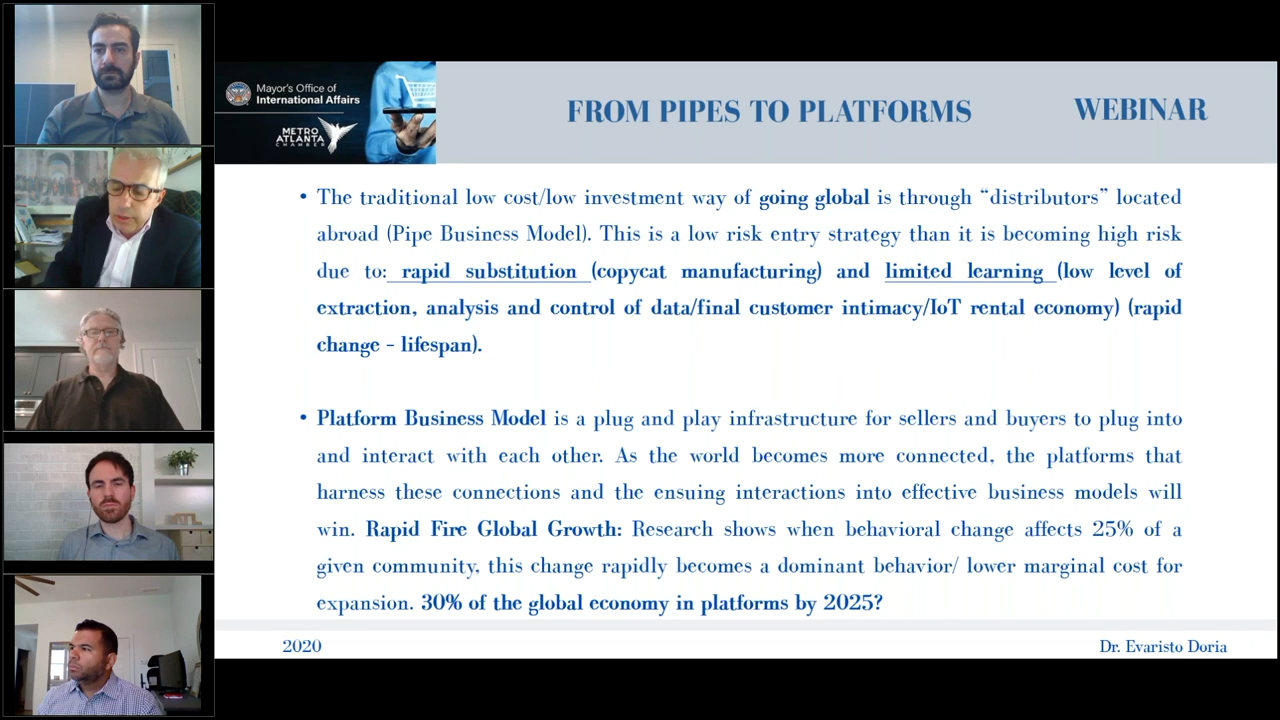 Mayor's Office of
International Affairs
METRO
ATLANTA
CHAMBER
FROM PIPES TO PLATFORMS
WEBINAR
• The traditional low cost/low investment way of going global is through “distributors” located
abroad (Pipe Business Model). This is a low risk entry strategy than it is becoming high risk
due to: rapid substitution (copycat manufacturing) and limited learning (low level of
extraction, analysis and control of data/final customer intimacy/IoT rental economy) (rapid
change - lifespan).
• Platform Business Model is a plug and play infrastructure for sellers and buyers to plug into
and interact with each other. As the world becomes more connected, the platforms that
harness these connections and the ensuing interactions into effective business models will
win. Rapid Fire Global Growth: Research shows when behavioral change affects 25% of a
given community, this change rapidly becomes a dominant behavior/ lower marginal cost for
expansion. 30% of the global economy in platforms by 2025?
2020
Dr. Evaristo Doria